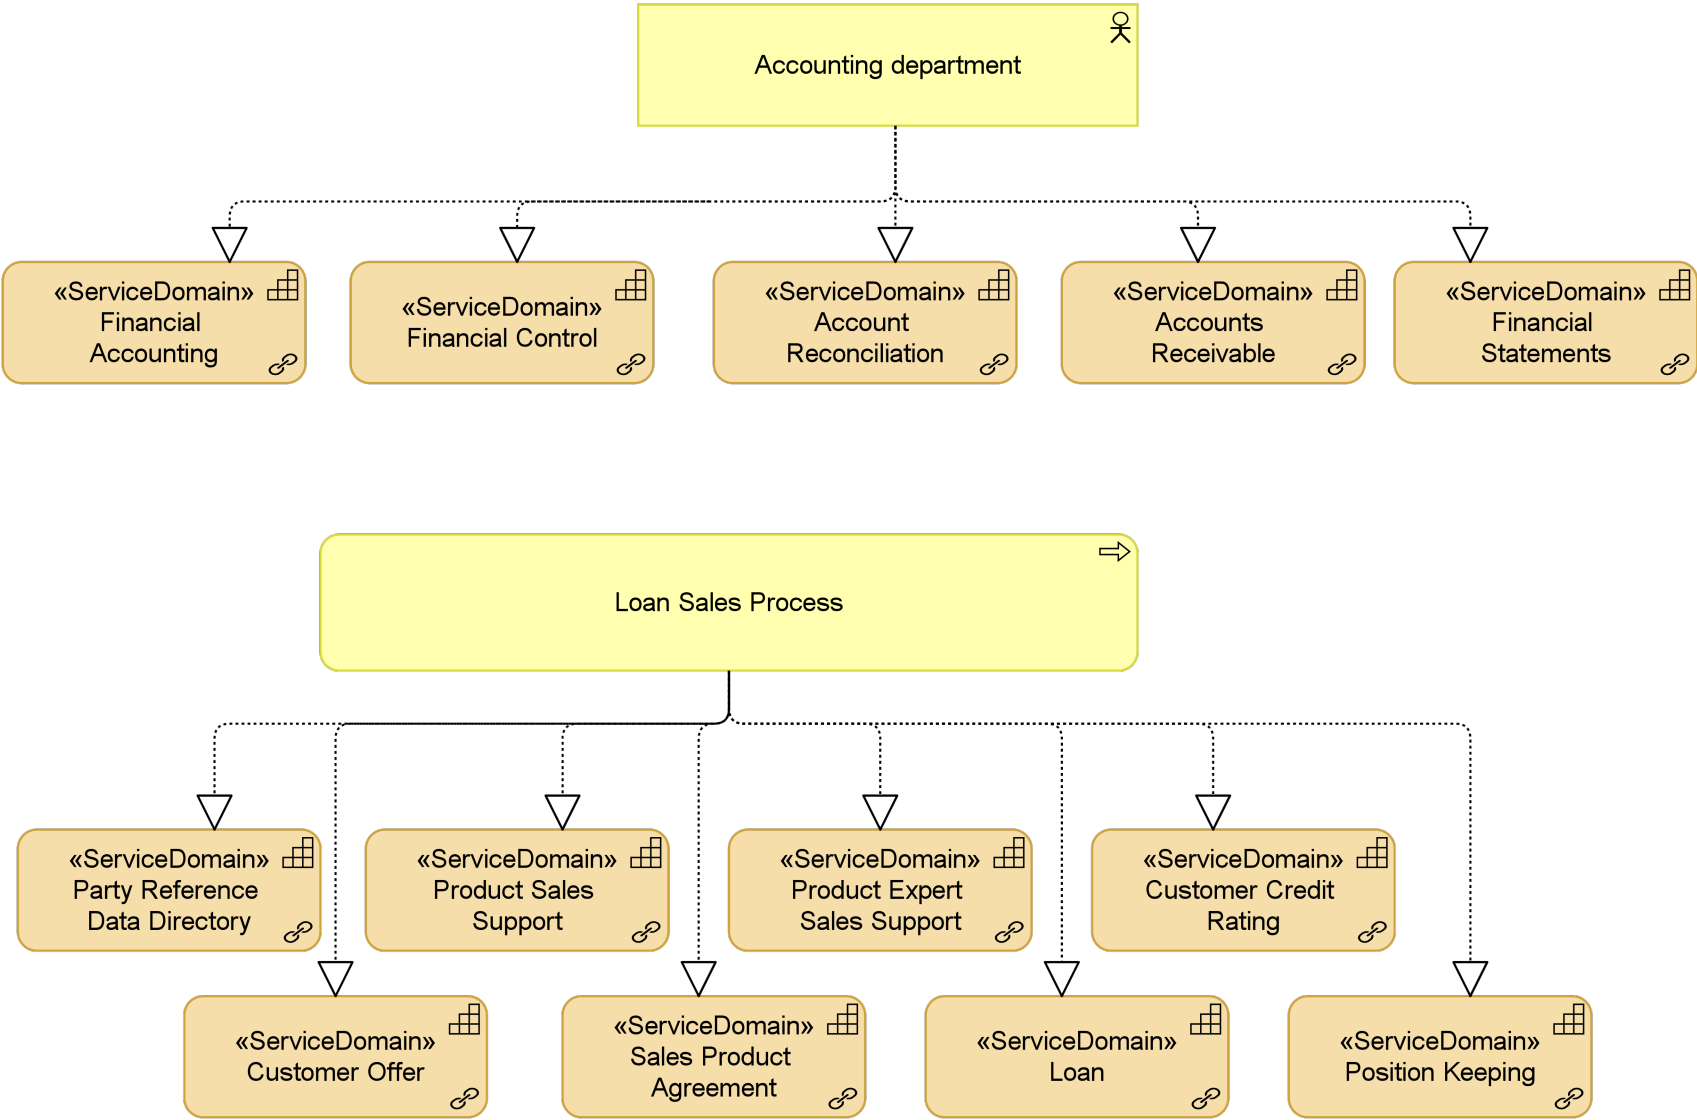 Accounting department
«ServiceDomain»
Financial
Accounting
«ServiceDomain»
Financial Control
«ServiceDomain»
Account
Reconciliation
«ServiceDomain»
Accounts
Receivable
«ServiceDomain»
Financial
Statements
Loan Sales Process
«ServiceDomain»
Party Reference
Data Directory
«ServiceDomain»
Product Sales
Support
«ServiceDomain»
Product Expert
Sales Support
«ServiceDomain»
Customer Credit
Rating
«ServiceDomain»
Customer Offer
«ServiceDomain»
Sales Product
Agreement
«ServiceDomain»
Loan
«ServiceDomain»
Position Keeping